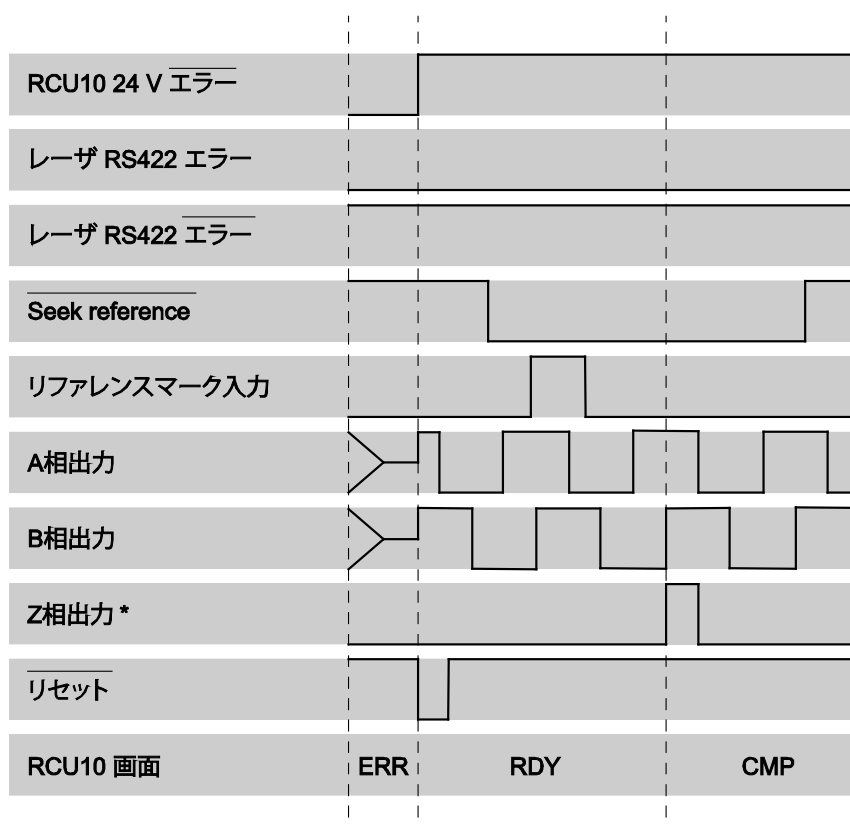 RCU10 24 V エラー
レーザ RS422 エラー
レーザ RS422 エラー
Seek reference
リファレンスマーク入力
A相出力
B相出力
Z相出力 *
リセット
RCU10 画面 ERR RDY CMP